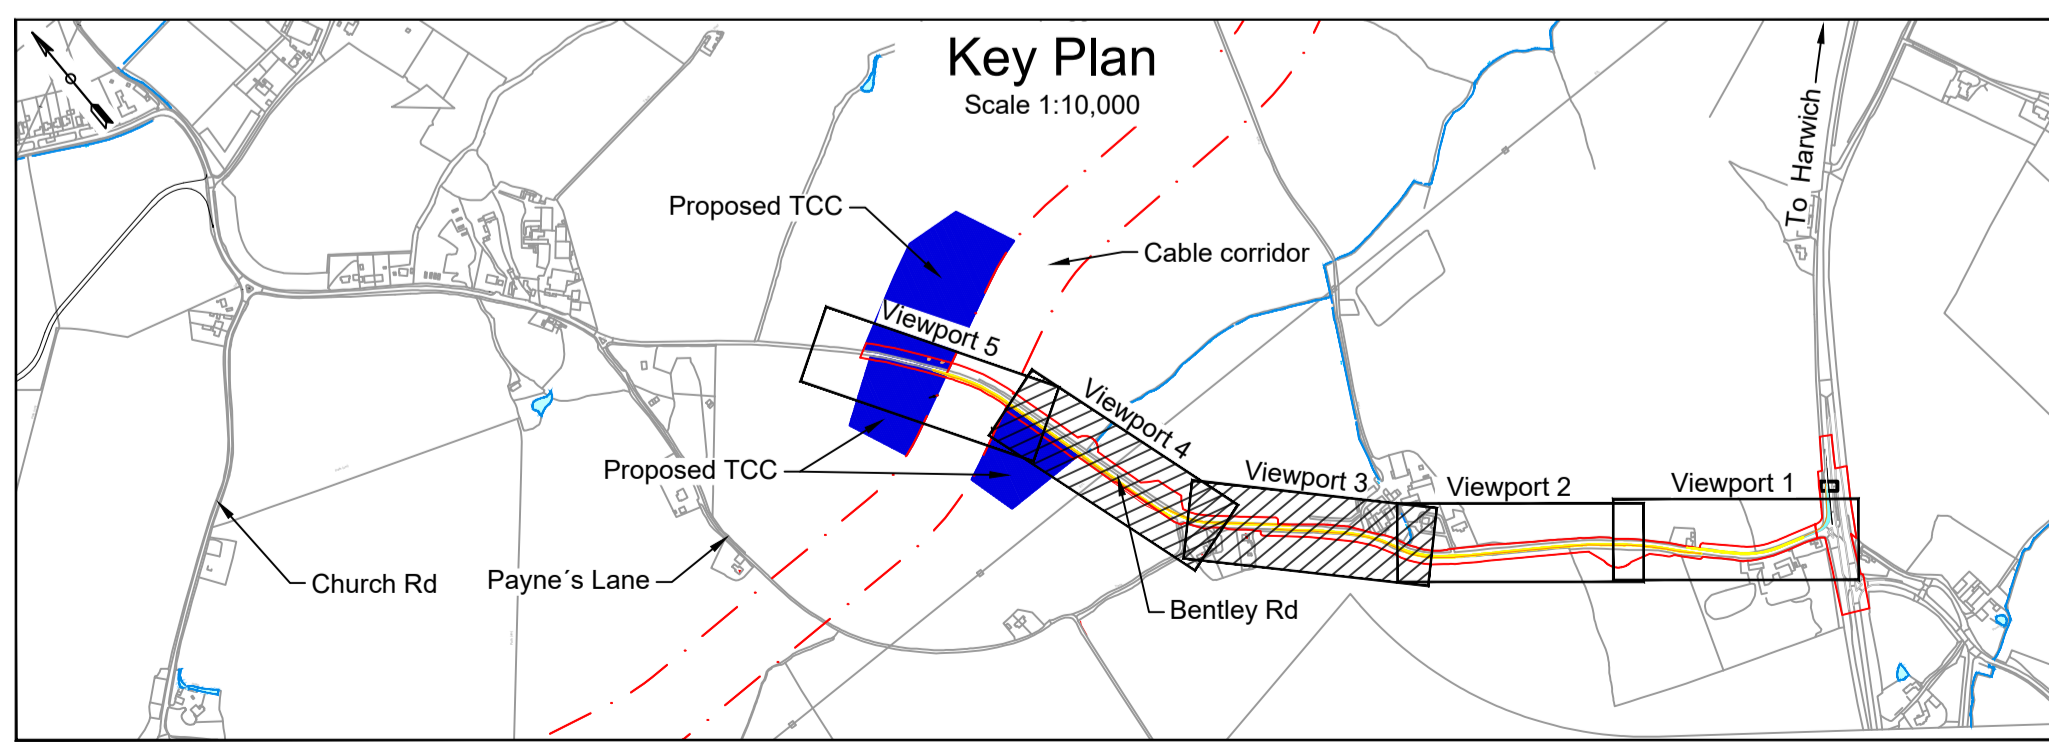 Key Plan
Scale 1:10,000
To Harwich
Proposed TCC
Cable corridor
Viewport 5
Viewport 4
Viewport 3
Viewport 2
Viewport 1
Proposed TCC
Church Rd
Payne´s Lane
Bentley Rd